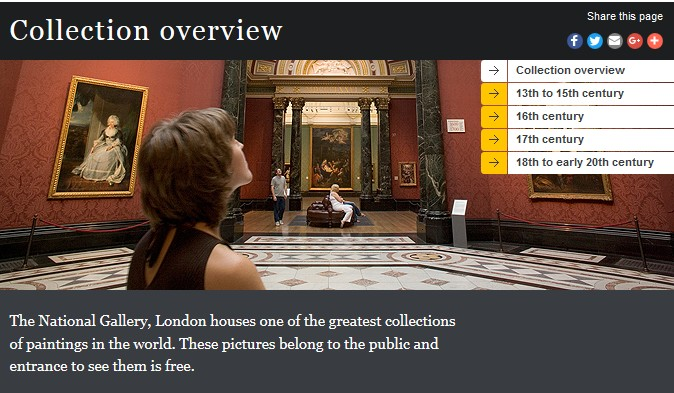 Collection overview
Share this page
Collection overview
13th to 15th century
16th century
17th century
18th to early 20th century
The National Gallery, London houses one of the greatest collections
of paintings in the world. These pictures belong to the public and
entrance to see them is free.